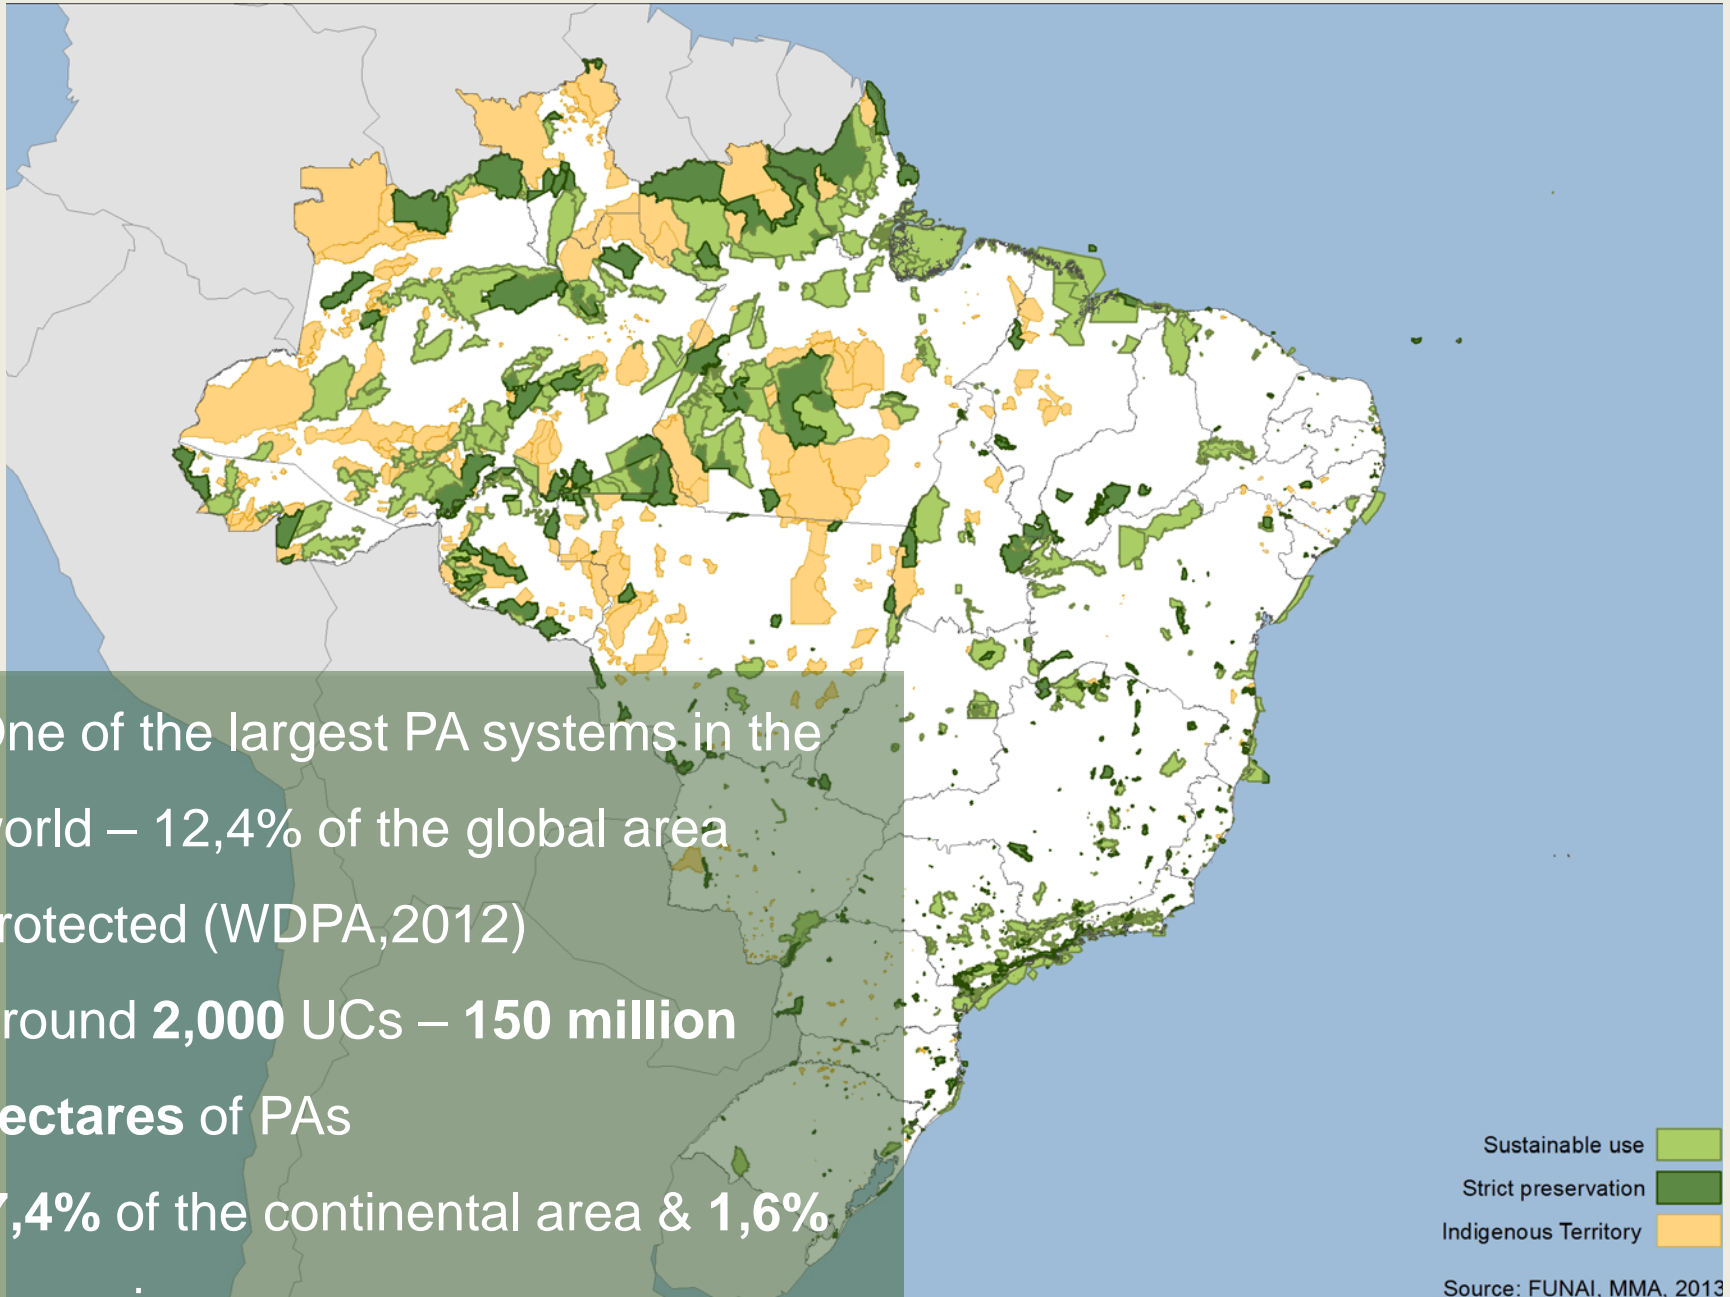 ne of the largest PA systems in the
orld – 12,4% of the global area
rotected (WDPA,2012)
round 2,000 UCs – 150 million
ectares of PAs
7,4% of the continental area & 1,6%
Sustainable use
Strict preservation
Indigenous Territory
Source: FUNAI, MMA, 2013